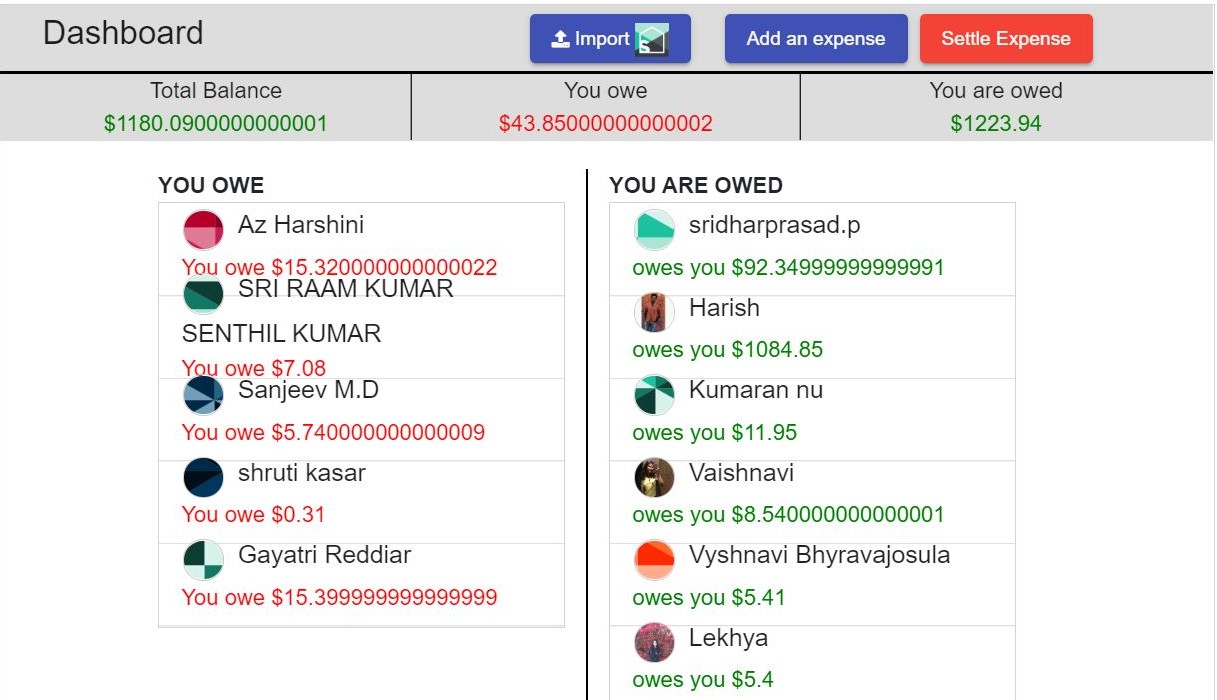 Dashboard
Import
Add an expense
Settle Expense
Total Balance
$1180.0900000000001
You owe
$43.85000000000002
You are owed
$1223.94
YOU OWE
Az Harshini
You owe $15.320000000000022
SRI RAAM KUMAR
SENTHIL KUMAR
You owe $7.08
Sanjeev M.D
You owe $5.740000000000009
shruti kasar
You owe $0.31
Gayatri Reddiar
You owe $15.399999999999999
YOU ARE OWED
sridharprasad.p
owes you $92.34999999999991
Harish
owes you $1084.85
Kumaran nu
owes you $11.95
Vaishnavi
owes you $8.540000000000001
Vyshnavi Bhyravajosula
owes you $5.41
Lekhya
owes you $5.4